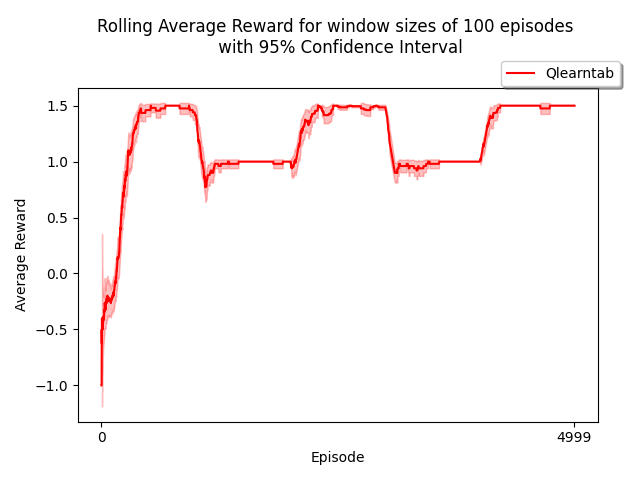 Rolling Average Reward for window sizes of 100 episodes
with 95% Confidence Interval
Qlearntab
1.5
1.0
0.5
0.0
−0.5
−1.0
Average Reward
0
4999
Episode